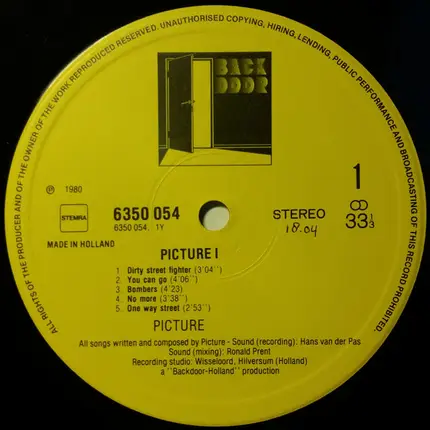 ALL RIGHTS OF THE PRODUCER AND OF THE OWNER OF THE WORK REPRODUCED RESERVED. UNAUTHORISED COPYING, HIRING, LENDING, PUBLIC PERFORMANCE AND BROADCASTING OF THIS RECORD PROHIBITED.
BACK
DOOR
℗ 1980
STEMRA
6350 054
6350 054. 1Y
MADE IN HOLLAND
1
STEREO
33 1/3
18.04
PICTURE I
1 Dirty street fighter (3'04")
2 You can go (4'06")
3 Bombers (4'23)
4 No more (3'38")
5 One way street (2'53")
PICTURE
All songs written and composed by Picture - Sound (recording): Hans van der Pas
Sound (mixing): Ronald Prent
Recording studio: Wisseloord, Hilversum (Holland)
a "Backdoor-Holland" production